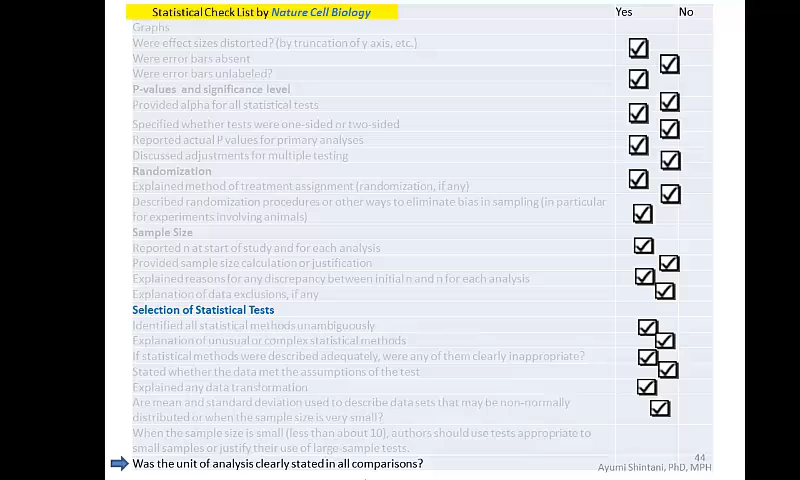 Statistical Check List by Nature Cell Biology Yes No
Graphs
Were effect sizes distorted? (by truncation of y axis, etc.)
Were error bars absent
Were error bars unlabeled?
P-values and significance level
Provided alpha for all statistical tests
Specified whether tests were one-sided or two-sided
Reported actual P values for primary analyses
Discussed adjustments for multiple testing
Randomization
Explained method of treatment assignment (randomization, if any)
Described randomization procedures or other ways to eliminate bias in sampling (in particular
for experiments involving animals)
Sample Size
Reported n at start of study and for each analysis
Provided sample size calculation or justification
Explained reasons for any discrepancy between initial n and n for each analysis
Explanation of data exclusions, if any
Selection of Statistical Tests
Identified all statistical methods unambiguously
Explanation of unusual or complex statistical methods
If statistical methods were described adequately, were any of them clearly inappropriate?
Stated whether the data met the assumptions of the test
Explained any data transformation
Are mean and standard deviation used to describe data sets that may be non-normally
distributed or when the sample size is very small?
When the sample size is small (less than about 10), authors should use tests appropriate to
small samples or justify their use of large-sample tests.
Was the unit of analysis clearly stated in all comparisons?
44
Ayumi Shintani, PhD, MPH